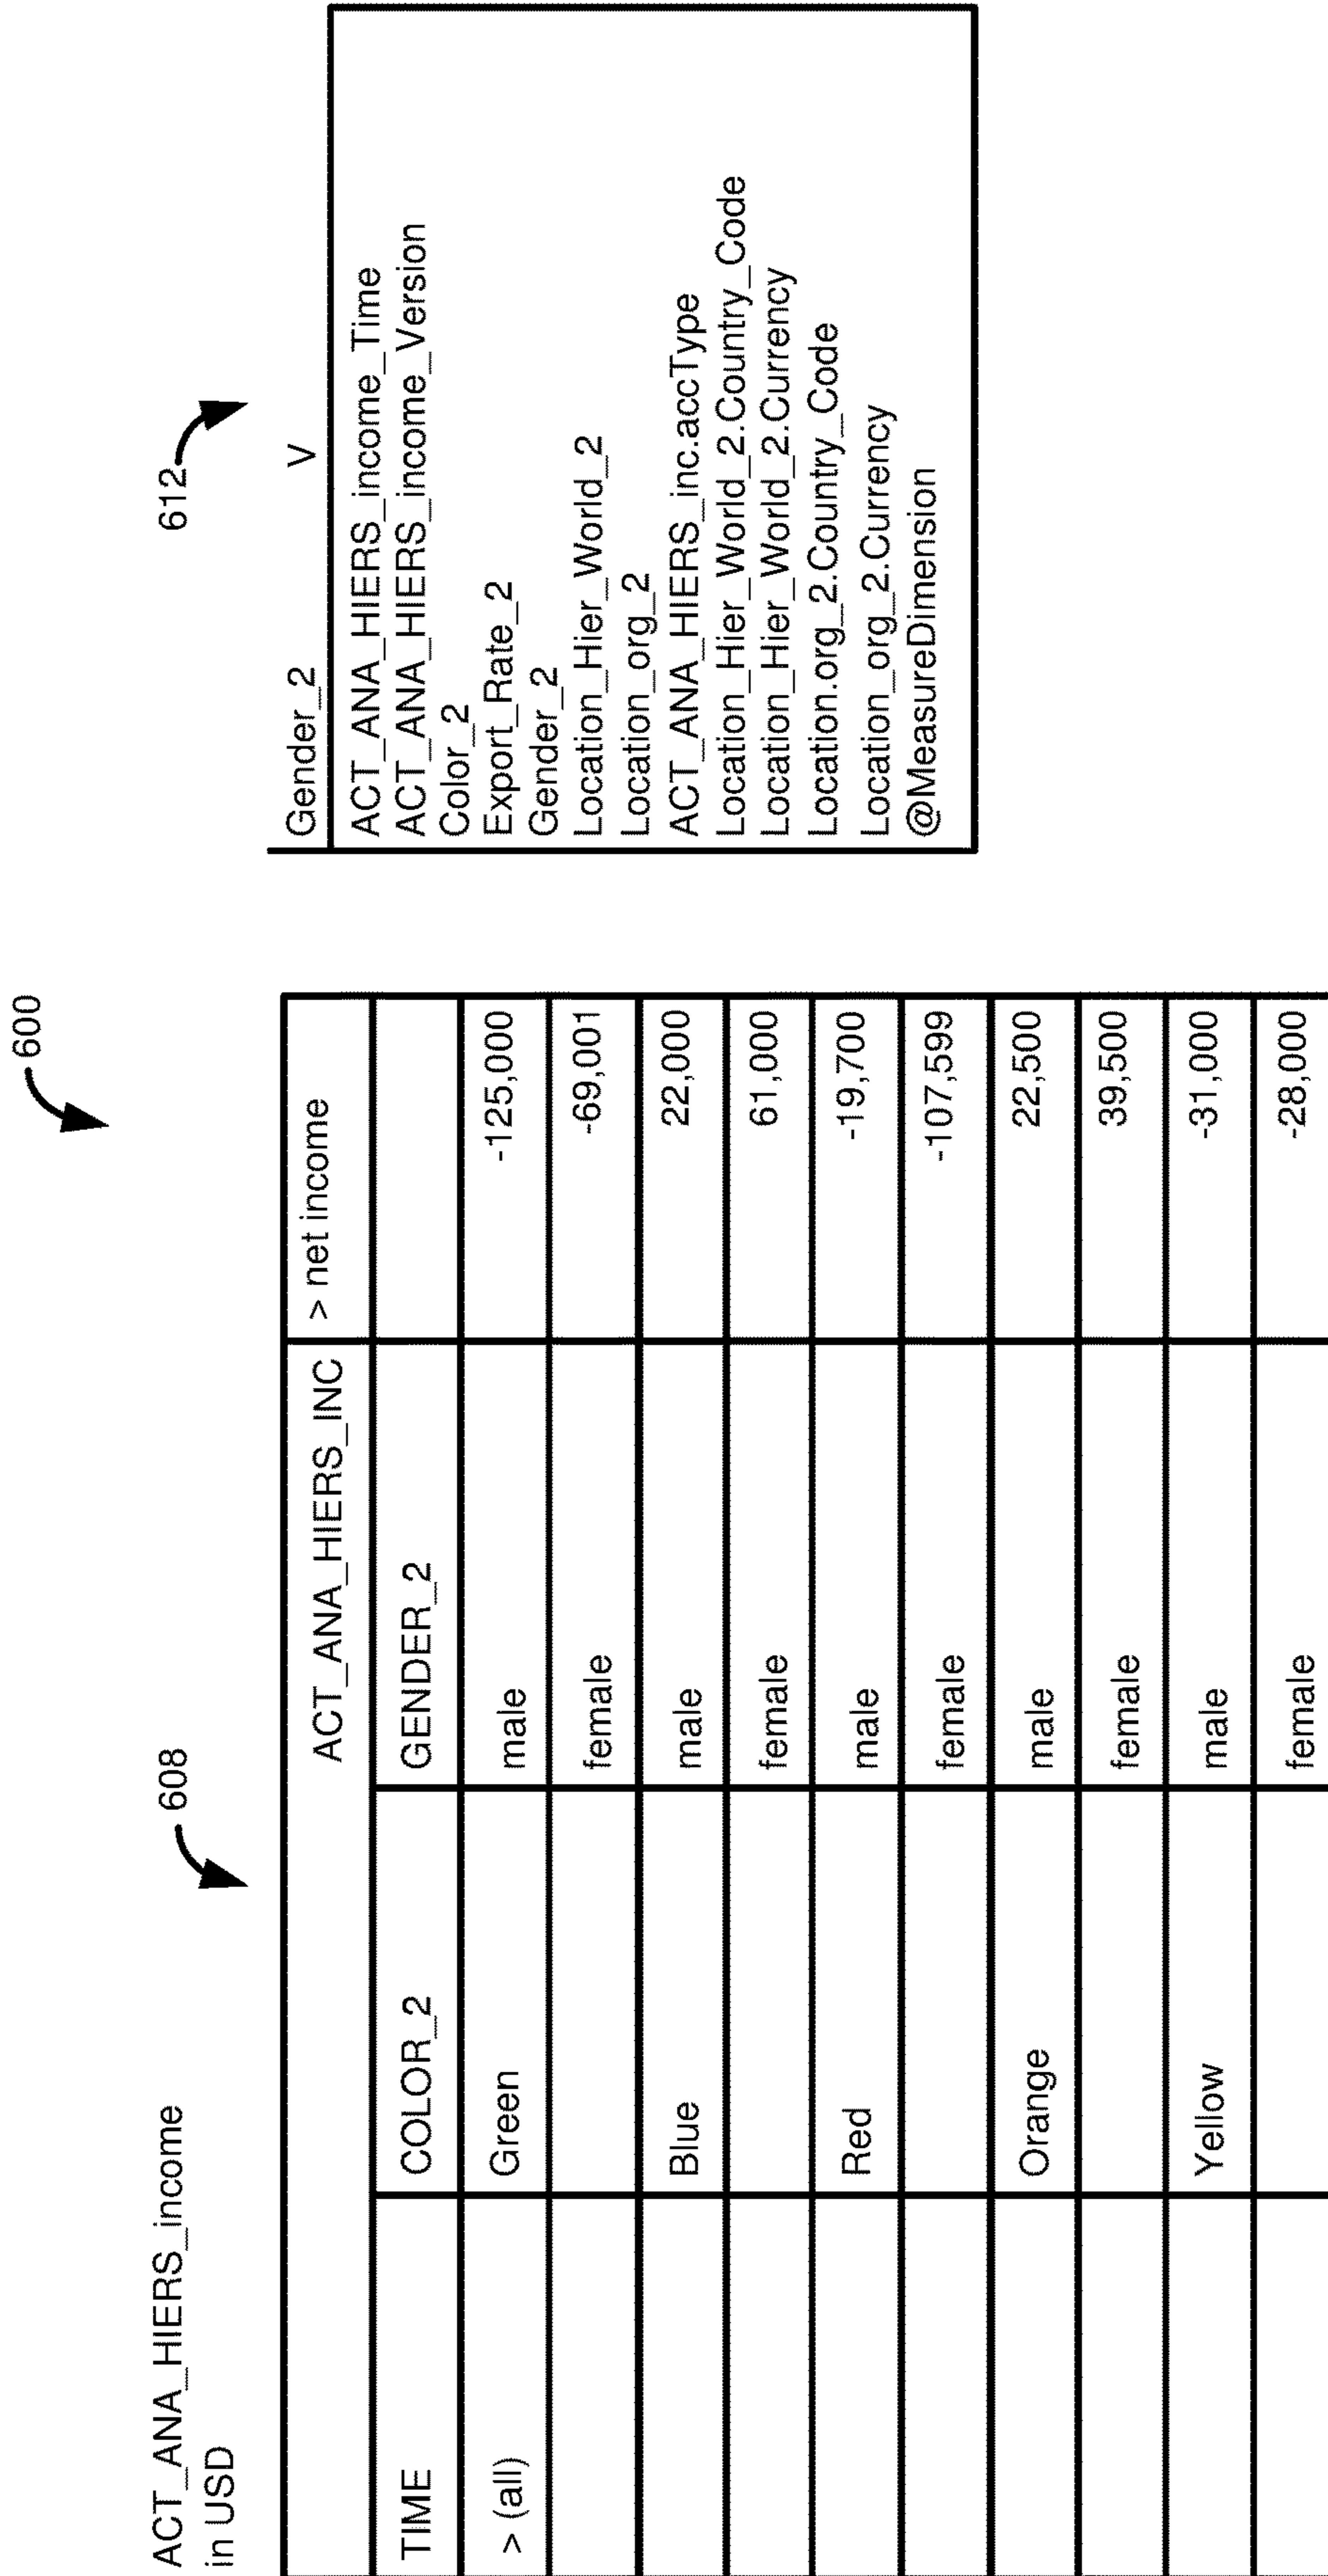 600
ACT_ANA_HIERS_income
in USD
608
ACT_ANA_HIERS_INC > net income
TIME COLOR_2 GENDER_2
> (all) Green male -125,000
female -69,001
Blue male 22,000
female 61,000
Red male -19,700
female -107,599
Orange male 22,500
female 39,500
Yellow male -31,000
female -28,000
612
Gender_2 V
ACT_ANA_HIERS_income_Time
ACT_ANA_HIERS_income_Version
Color_2
Export_Rate_2
Gender_2
Location_Hier_World_2
Location_org_2
ACT_ANA_HIERS_inc.accType
Location_Hier_World_2.Country_Code
Location_Hier_World_2.Currency
Location.org_2.Country_Code
Location_org_2.Currency
@MeasureDimension